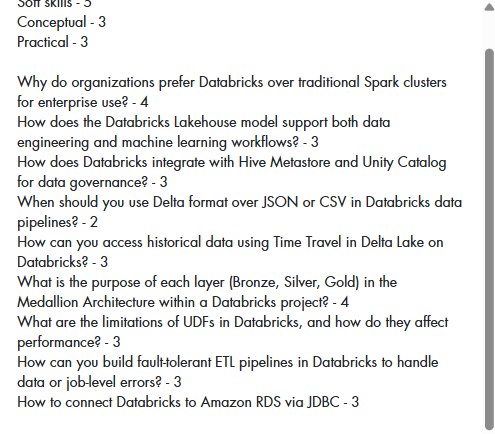 Soft skills - 5
Conceptual - 3
Practical - 3
Why do organizations prefer Databricks over traditional Spark clusters
for enterprise use? - 4
How does the Databricks Lakehouse model support both data
engineering and machine learning workflows? - 3
How does Databricks integrate with Hive Metastore and Unity Catalog
for data governance? - 3
When should you use Delta format over JSON or CSV in Databricks data
pipelines? - 2
How can you access historical data using Time Travel in Delta Lake on
Databricks? - 3
What is the purpose of each layer (Bronze, Silver, Gold) in the
Medallion Architecture within a Databricks project? - 4
What are the limitations of UDFs in Databricks, and how do they affect
performance? - 3
How can you build fault-tolerant ETL pipelines in Databricks to handle
data or job-level errors? - 3
How to connect Databricks to Amazon RDS via JDBC - 3